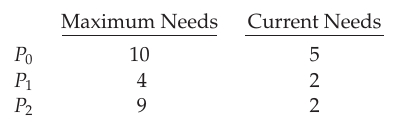 Maximum Needs Current Needs
P₀ 10 5
P₁ 4 2
P₂ 9 2